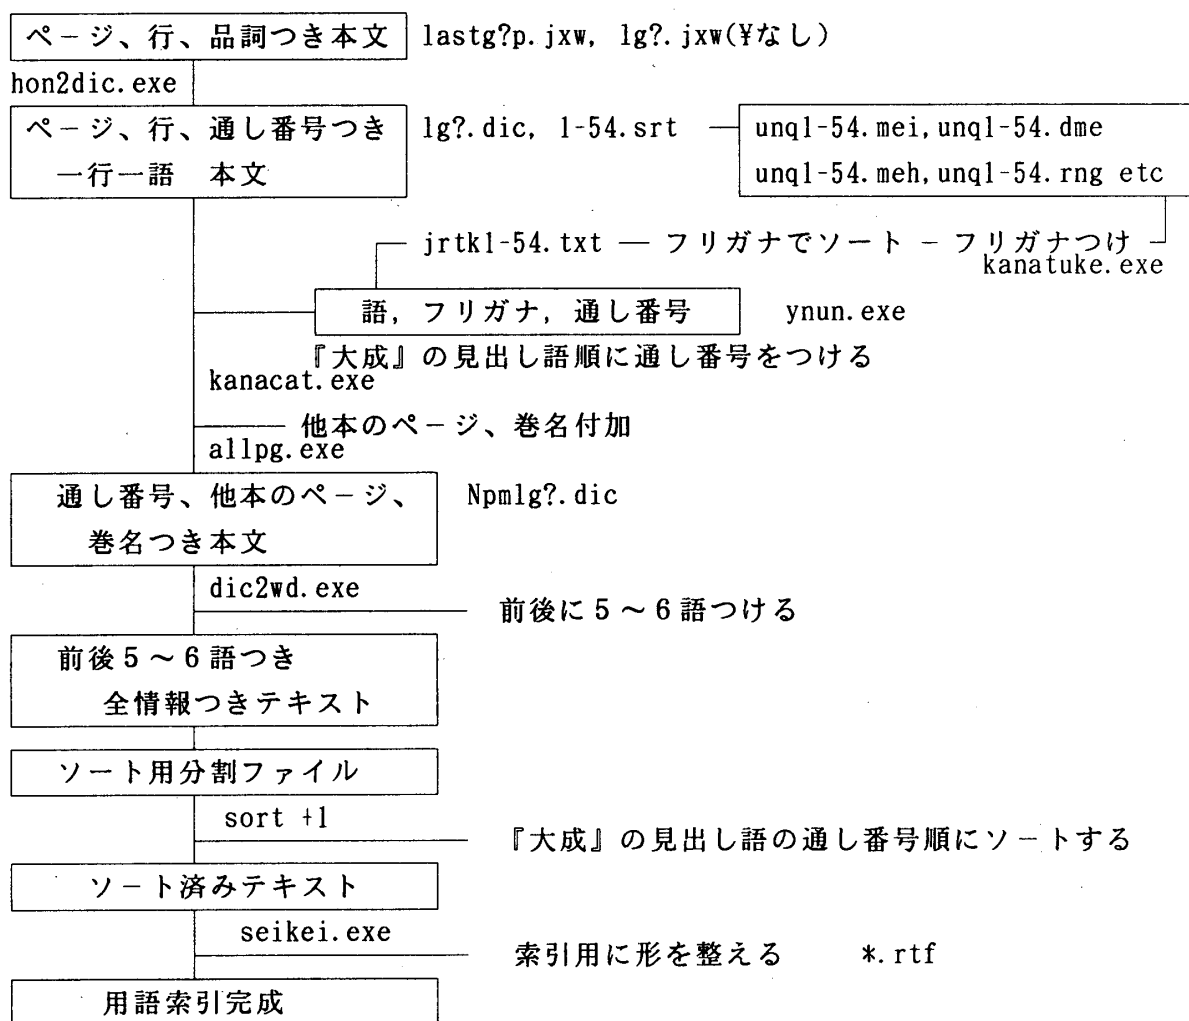 ページ、行、品詞つき本文 lastg?p.jxw, lg?.jxw(¥なし)
hon2dic.exe
ページ、行、通し番号つき lg?.dic, 1-54.srt unq1-54.mei,unq1-54.dme
一行一語 本文 unq1-54.meh,unq1-54.rng etc
jrtk1-54.txt ― フリガナでソート － フリガナつけ
kanatuke.exe
語，フリガナ，通し番号 ynun.exe
『大成』の見出し語順に通し番号をつける
kanacat.exe
他本のページ、巻名付加
allpg.exe
通し番号、他本のページ、 Npmlg?.dic
巻名つき本文
dic2wd.exe
前後に５～６語つける
前後５～６語つき
全情報つきテキスト
ソート用分割ファイル
sort +1
『大成』の見出し語の通し番号順にソートする
ソート済みテキスト
seikei.exe
索引用に形を整える *.rtf
用語索引完成